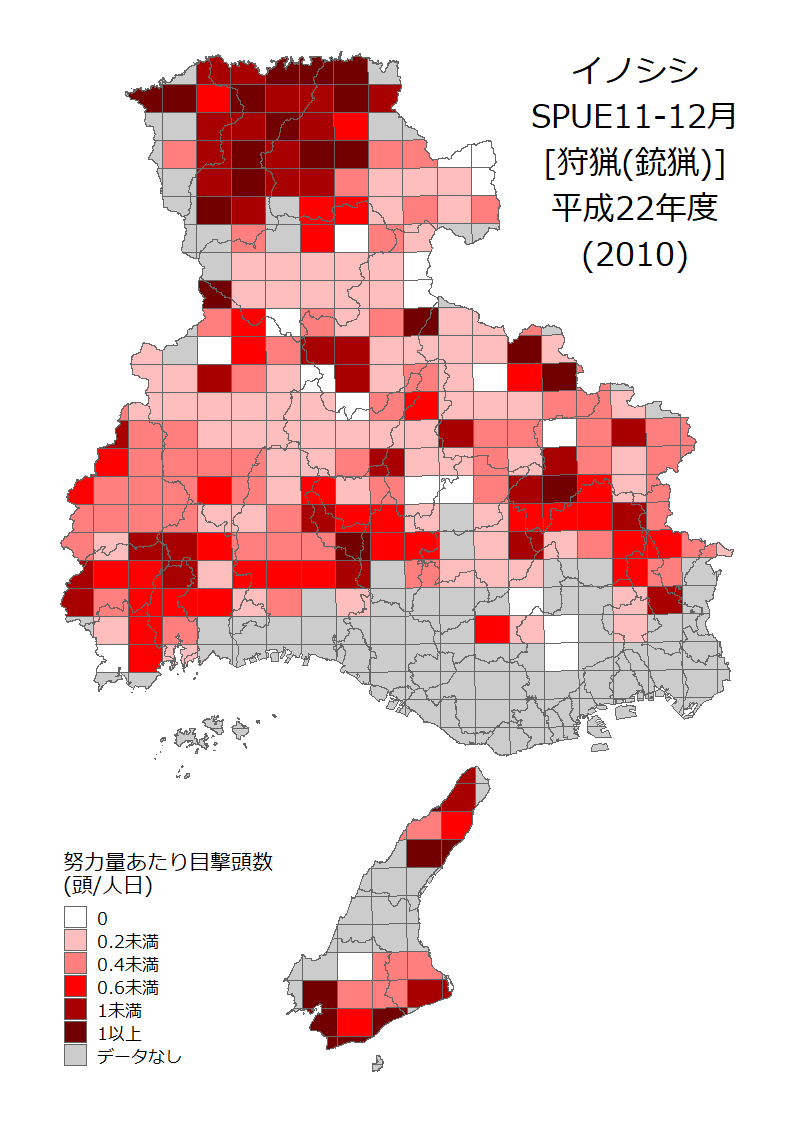 イノシシ
SPUE11-12月
[狩猟(銃猟)]
平成22年度
(2010)
努力量あたり目撃頭数
(頭/人日)
0
0.2未満
0.4未満
0.6未満
1未満
1以上
データなし